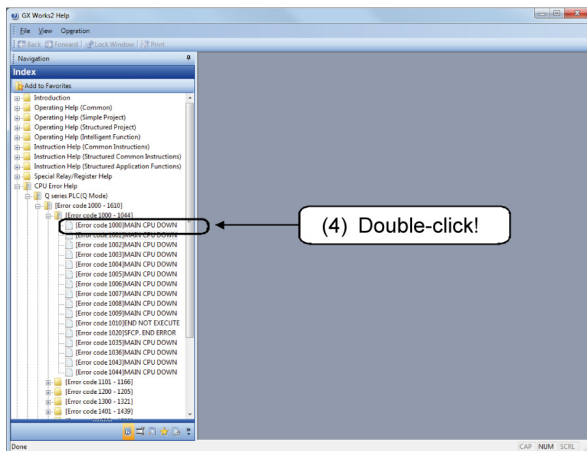 GX Works2 Help
File View Operation
Back Forward Lock Window Print
Navigation
Index
Add to Favorites
Introduction
Operating Help (Common)
Operating Help (Simple Project)
Operating Help (Structured Project)
Operating Help (Intelligent Function)
Instruction Help (Common Instructions)
Instruction Help (Structured Common Instructions)
Instruction Help (Structured Application Functions)
Special Relay/Register Help
CPU Error Help
Q series PLC(Q Mode)
[Error code 1000 - 1610]
[Error code 1000 - 1044]
[Error code 1000]MAIN CPU DOWN
(4) Double-click!
[Error code 1001]MAIN CPU DOWN
[Error code 1002]MAIN CPU DOWN
[Error code 1003]MAIN CPU DOWN
[Error code 1004]MAIN CPU DOWN
[Error code 1005]MAIN CPU DOWN
[Error code 1006]MAIN CPU DOWN
[Error code 1007]MAIN CPU DOWN
[Error code 1008]MAIN CPU DOWN
[Error code 1009]MAIN CPU DOWN
[Error code 1010]END NOT EXECUTE
[Error code 1020]SFCP. END ERROR
[Error code 1035]MAIN CPU DOWN
[Error code 1036]MAIN CPU DOWN
[Error code 1043]MAIN CPU DOWN
[Error code 1044]MAIN CPU DOWN
[Error code 1101 - 1166]
[Error code 1200 - 1205]
[Error code 1300 - 1321]
[Error code 1401 - 1439]
Done
CAP NUM SCRL